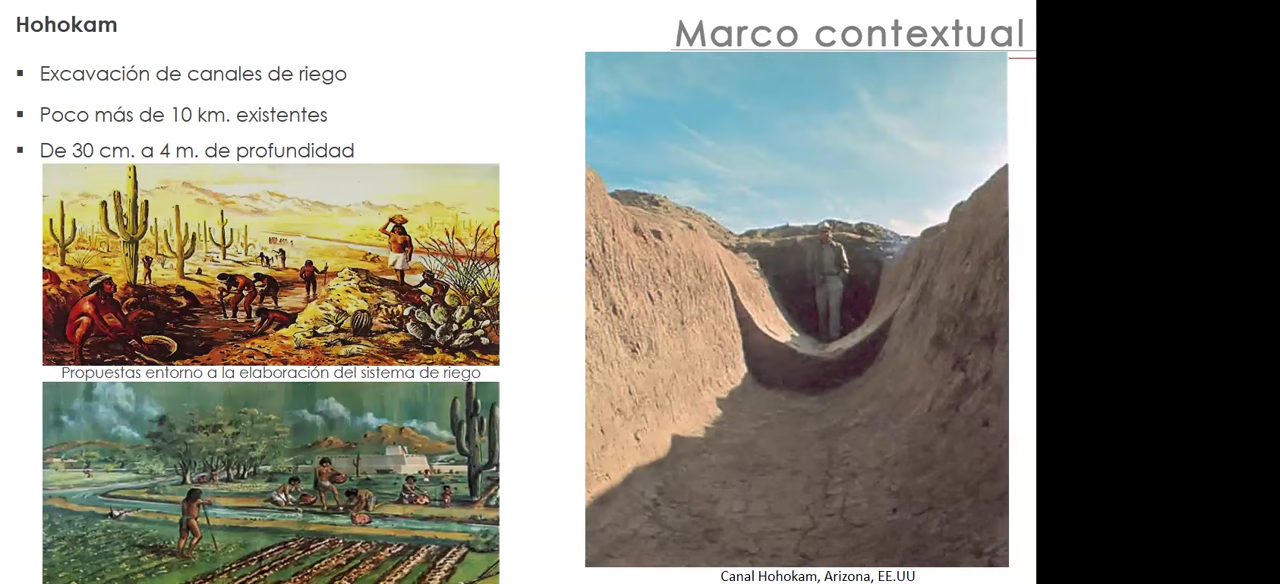 Hohokam
Marco contextual
▪ Excavación de canales de riego
▪ Poco más de 10 km. existentes
▪ De 30 cm. a 4 m. de profundidad
Propuestas entorno a la elaboración del sistema de riego
Canal Hohokam, Arizona, EE.UU